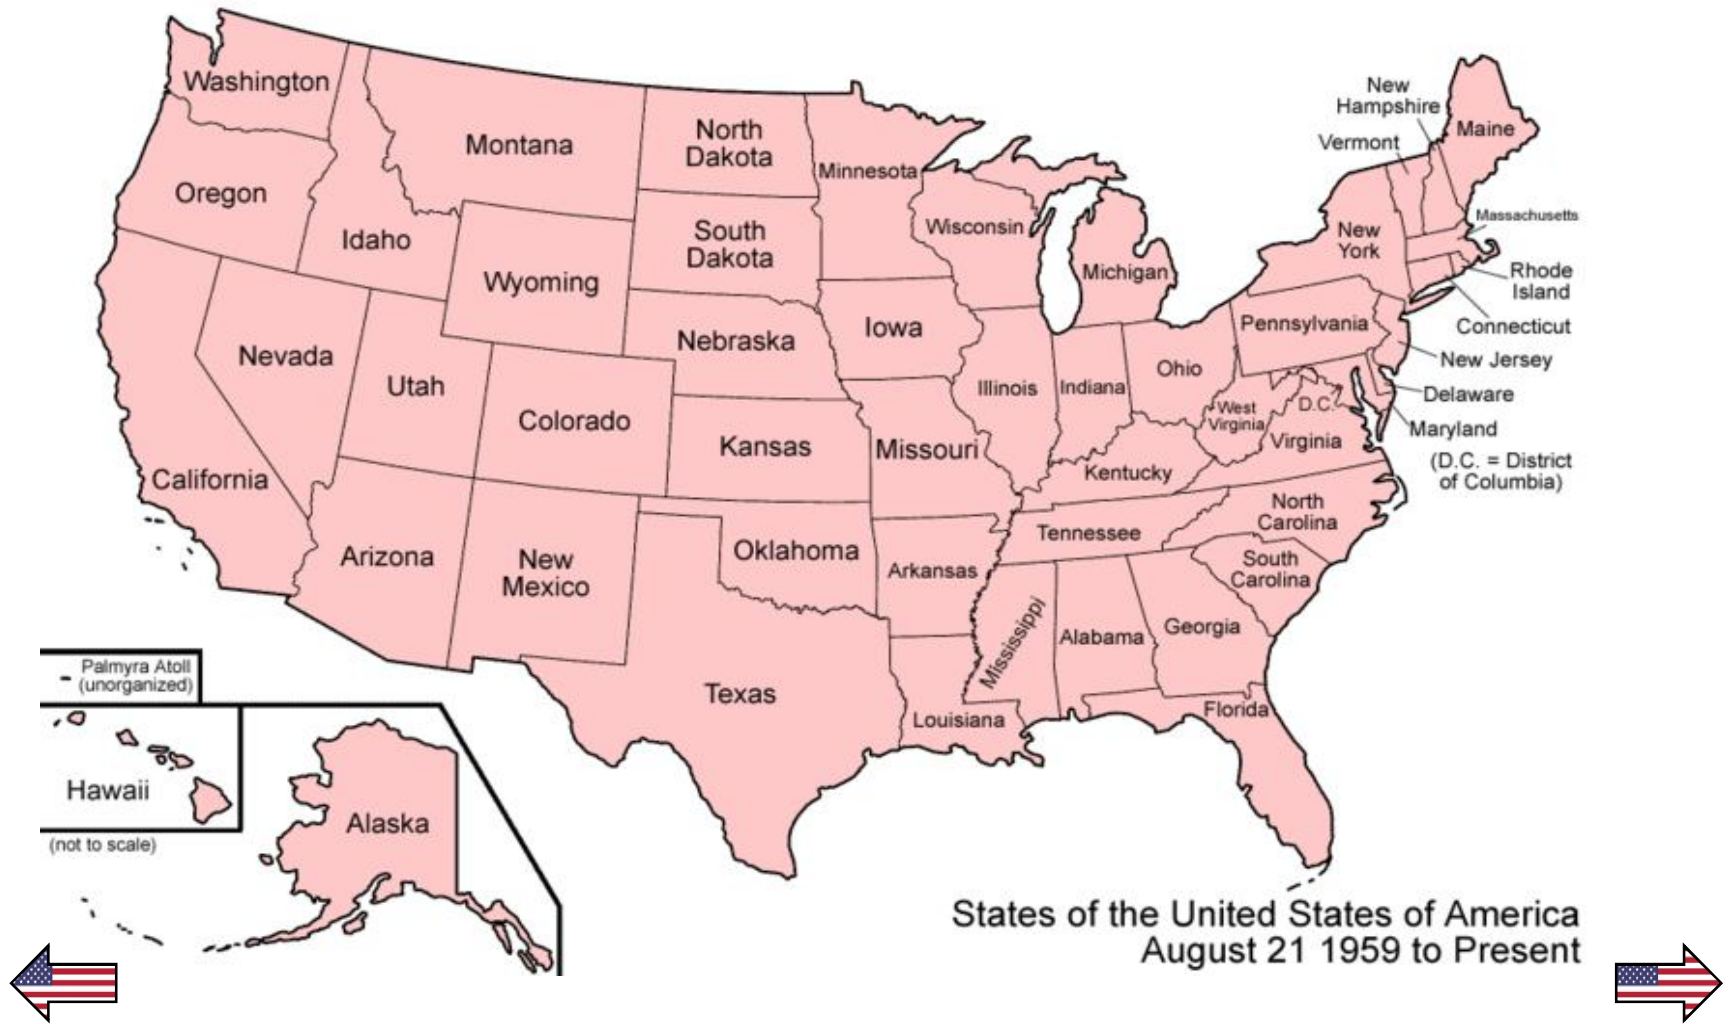 Washington
Montana
North
Dakota
Minnesota
New
Hampshire
Maine
Vermont
Oregon
Idaho
South
Dakota
Wisconsin
Massachusetts
New
York
Wyoming
Michigan
Rhode
Island
Nevada
Nebraska
Iowa
Pennsylvania
Connecticut
New Jersey
Utah
Colorado
Illinois
Indiana
Ohio
Delaware
West
Virginia
D.C.
Virginia
Maryland
California
Kansas
Missouri
Kentucky
(D.C. = District
of Columbia)
Arizona
New
Mexico
Oklahoma
Arkansas
Tennessee
North
Carolina
South
Carolina
Mississippi
Alabama
Georgia
Palmyra Atoll
(unorganized)
Texas
Louisiana
Florida
Hawaii
(not to scale)
Alaska
States of the United States of America
August 21 1959 to Present